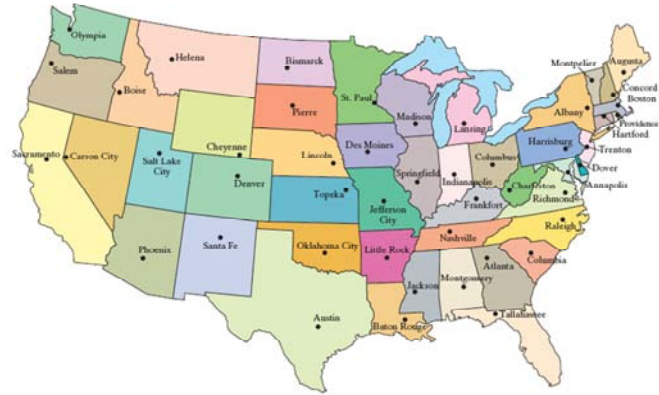 Olympia
Helena
Bismarck
Salem
Boise
St. Paul
Montpelier
Augusta
Pierre
Madison
Concord
Boston
Albany
Lansing
Providence
Hartford
Cheyenne
Des Moines
Harrisburg
Trenton
Lincoln
Sacramento
Carson City
Salt Lake
City
Columbus
Dover
Denver
Springfield
Indianapolis
Annapolis
Topeka
Jefferson
City
Charleston
Richmond
Frankfort
Raleigh
Nashville
Phoenix
Santa Fe
Oklahoma City
Little Rock
Atlanta
Columbia
Jackson
Montgomery
Austin
Baton Rouge
Tallahassee